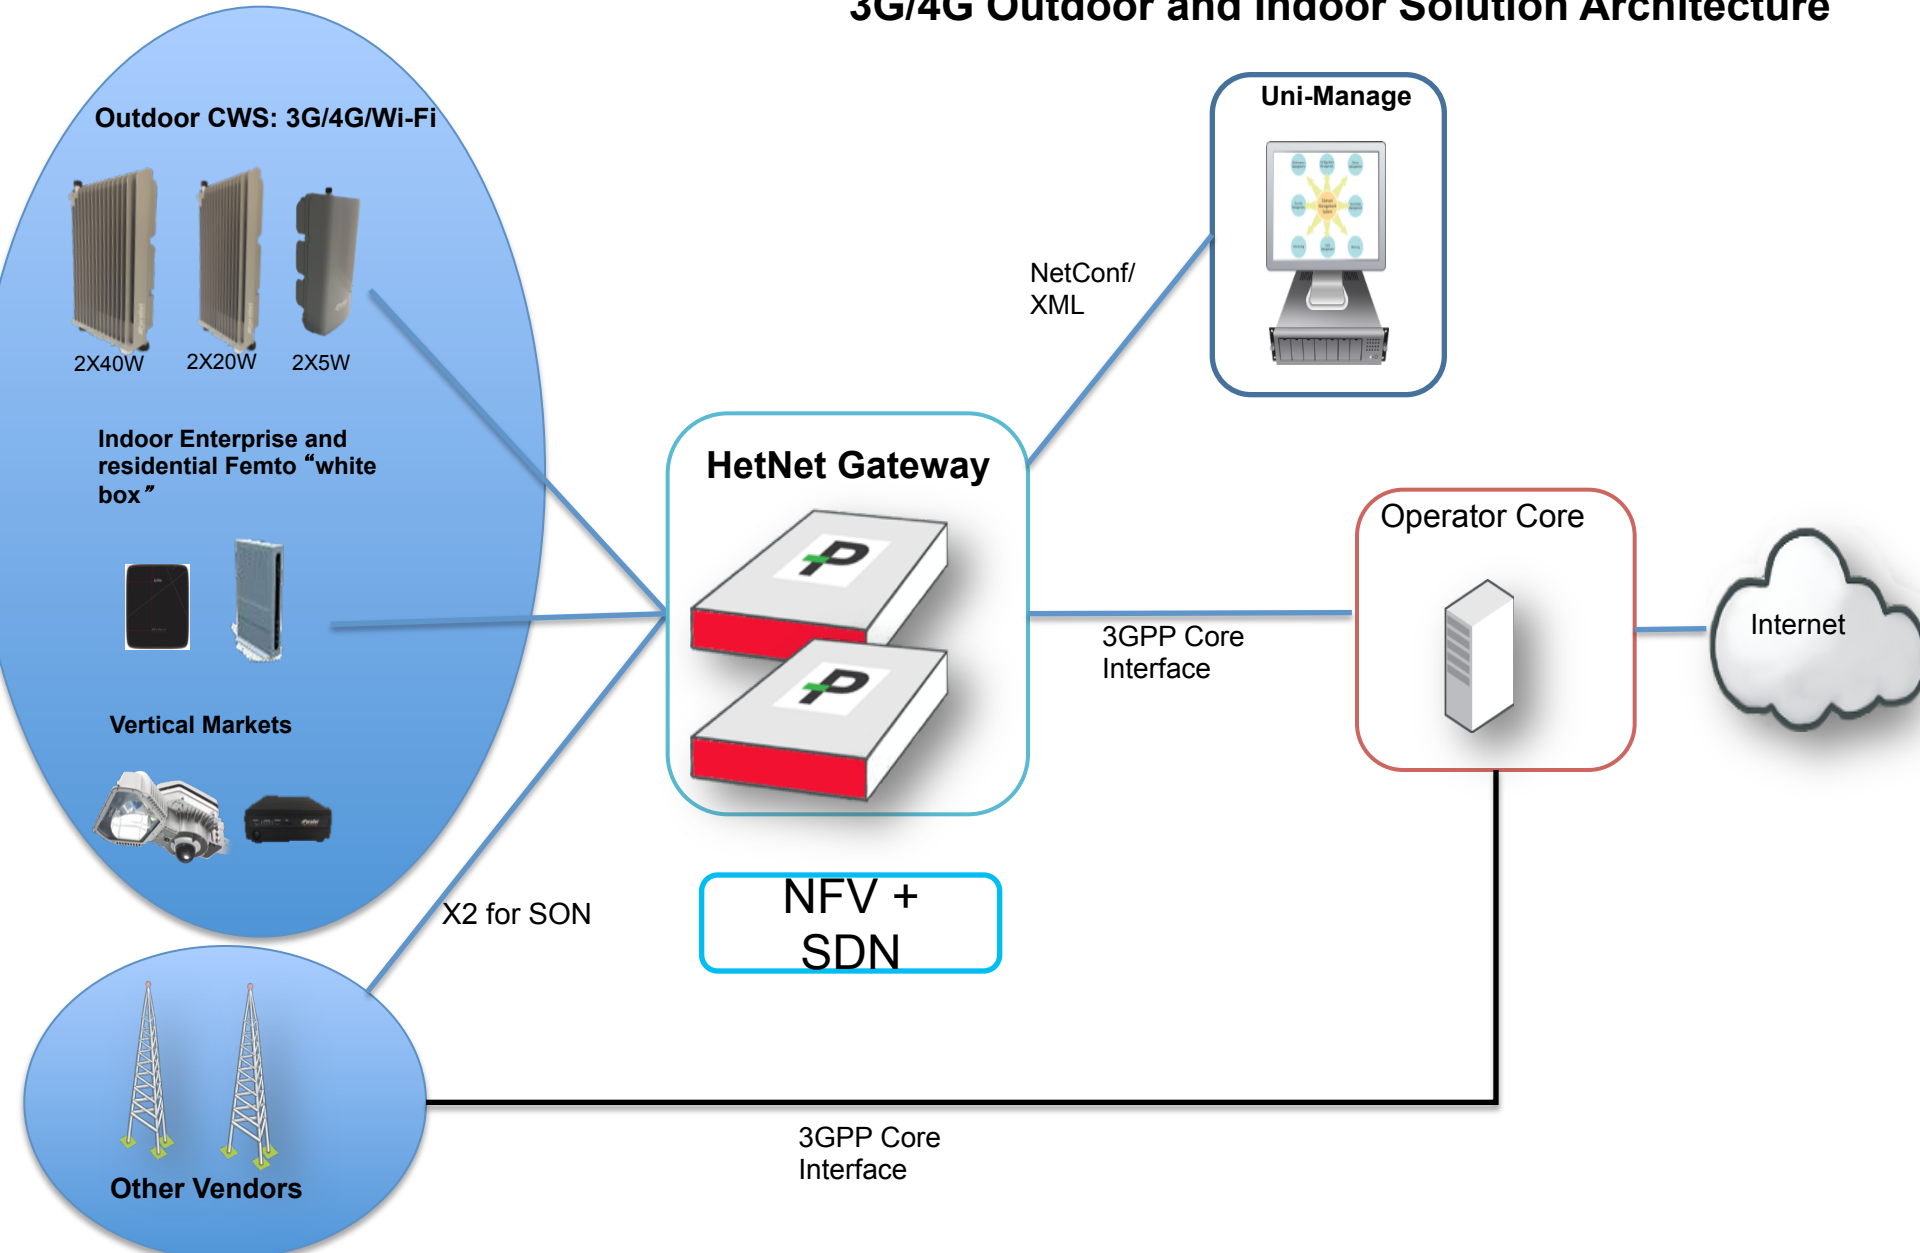 3G/4G Outdoor and Indoor Solution Architecture
Outdoor CWS: 3G/4G/Wi-Fi
2X40W
2X20W
2X5W
Indoor Enterprise and
residential Femto “white
box”
Vertical Markets
X2 for SON
Other Vendors
HetNet Gateway
NFV +
SDN
NetConf/
XML
Uni-Manage
3GPP Core
Interface
Operator Core
Internet
3GPP Core
Interface